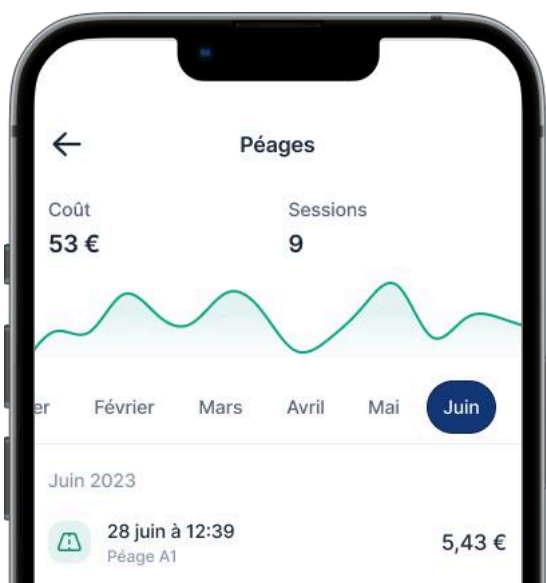 Péages
Coût
Sessions
53 €
9
er
Février
Mars
Avril
Mai
Juin
Juin 2023
28 juin à 12:39
Péage A1
5,43 €